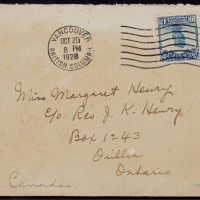 VANCOUVER
OCT 20
8 PM
1928
BRITISH COLUMBIA
Miss Margaret Henry
c/o Rev. J. K. Henry
Box 1243
Orillia
Ontario
Canada